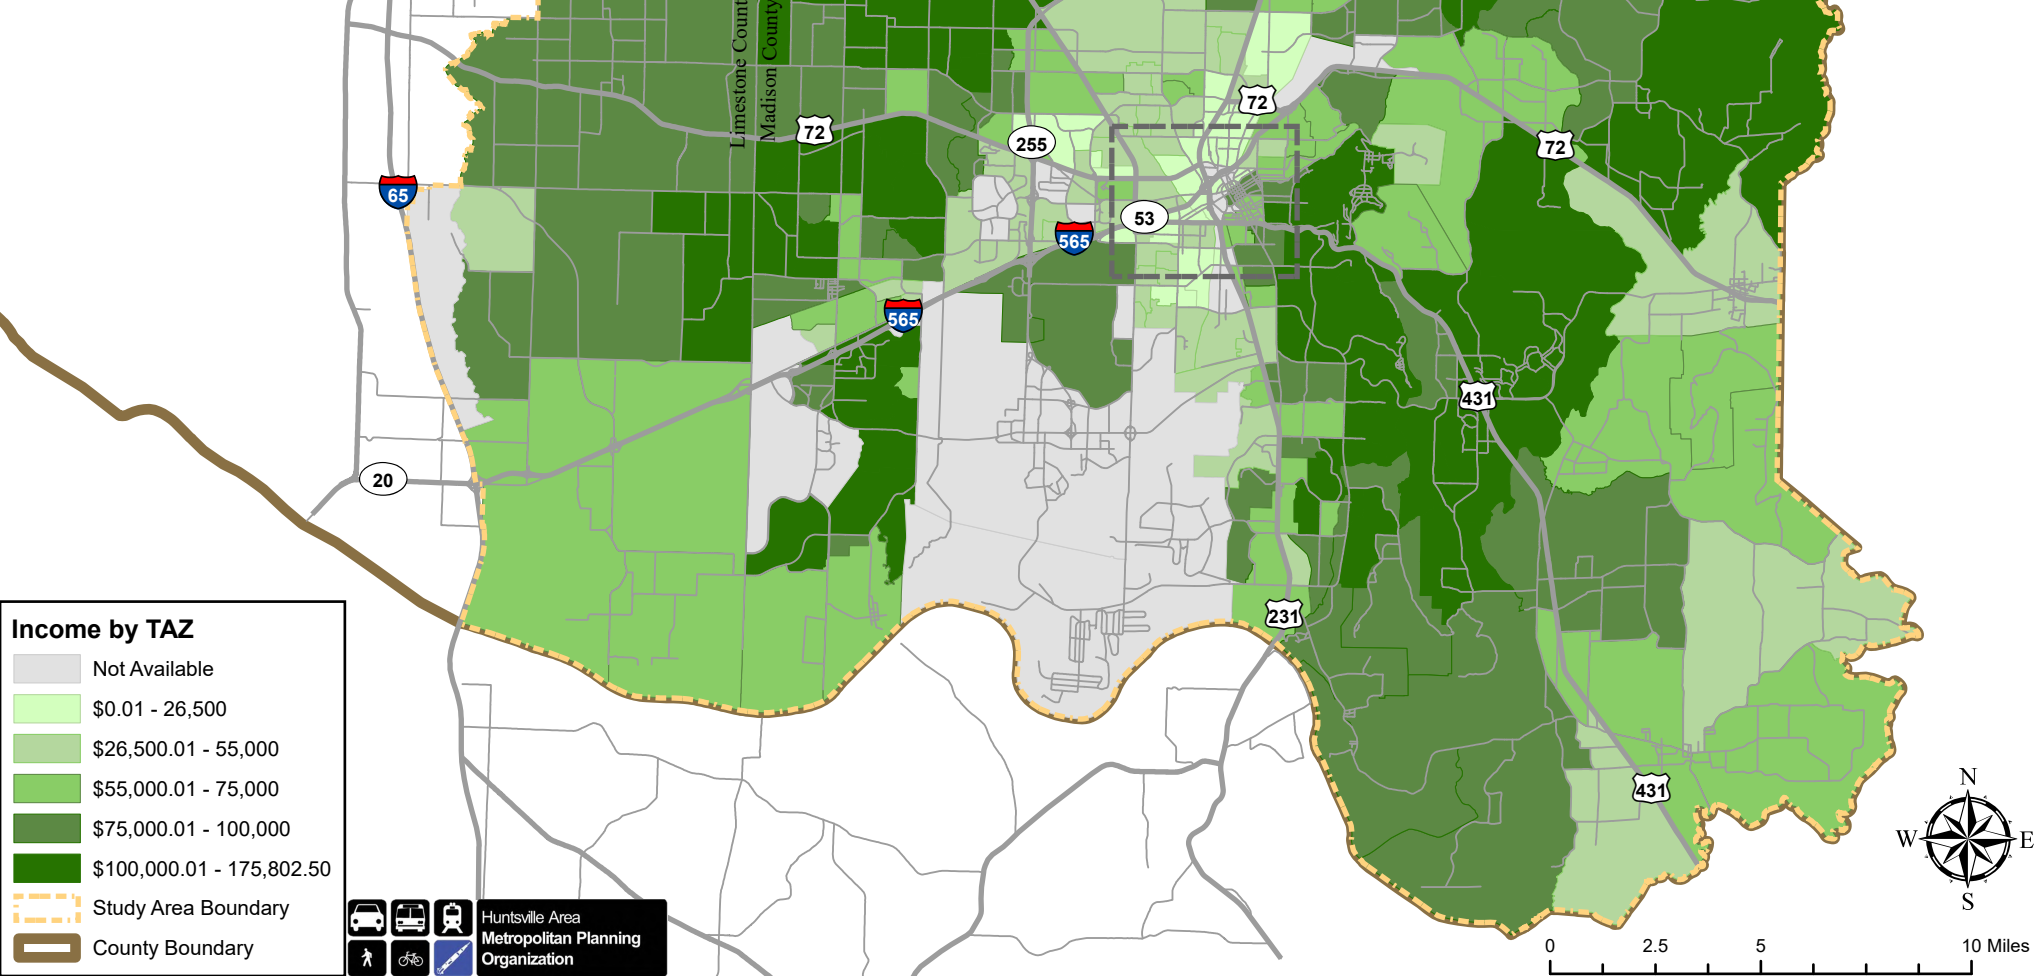 Limestone County
Madison County
72
72
255
72
65
53
565
565
431
20
231
431
Income by TAZ
Not Available
$0.01 - 26,500
$26,500.01 - 55,000
$55,000.01 - 75,000
$75,000.01 - 100,000
$100,000.01 - 175,802.50
Study Area Boundary
County Boundary
Huntsville Area
Metropolitan Planning
Organization
N
W E
S
0 2.5 5 10 Miles